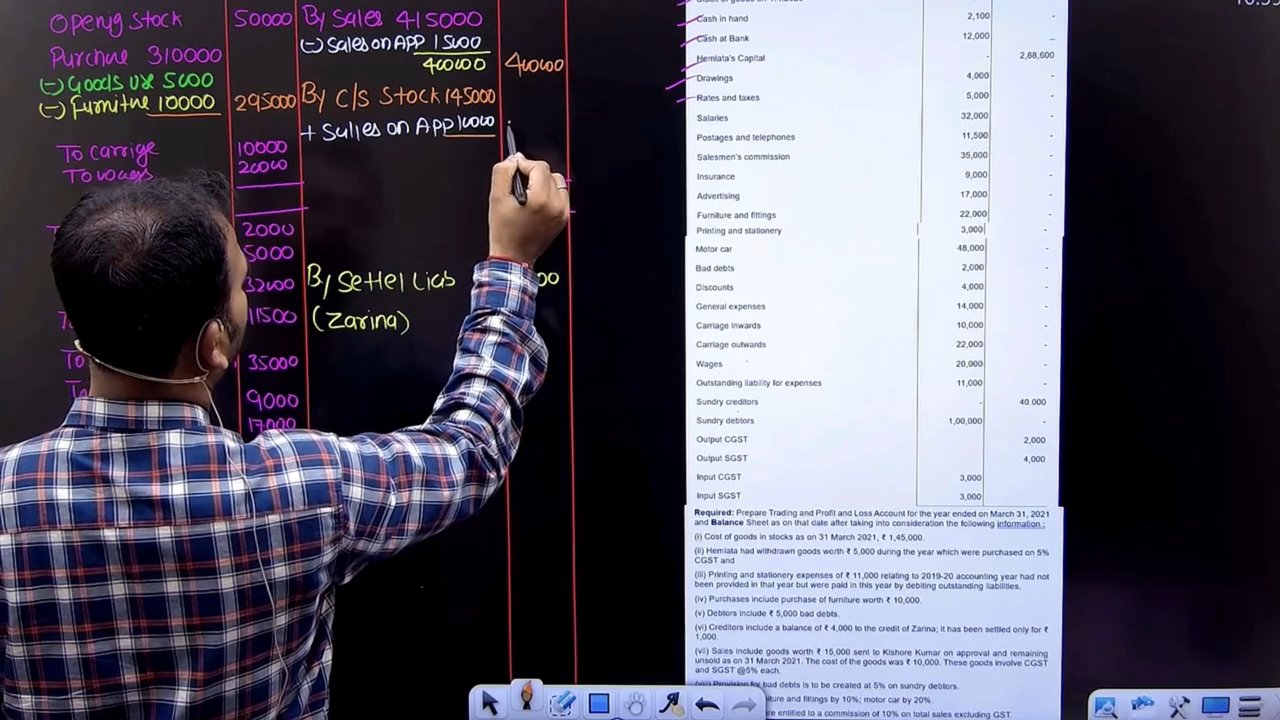 Openg stock 50000 By Sales 415000
(-) Sales on APP 15000
400000 400000
Purchse 310000
(-) Goods use 5000
(-) Furnitue 10000 295000 By C/S Stock 145000
+ Sales on App 10000
To carrige 10000
To wages 20000
2000
5000
32000 By Settel Liab
11500 (Zarina)
35000
9000
17000
Cash in hand 2,100 -
Cash at Bank 12,000
Hemlata's Capital - 2,88,600
Drawings 4,000 -
Rates and taxes 5,000 -
Salaries 32,000 -
Postages and telephones 11,500 -
Salesmen's commission 35,000 -
Insurance 9,000 -
Advertising 17,000 -
Furniture and fittings 22,000 -
Printing and stationery 3,000 -
Motor car 48,000 -
Bad debts 2,000 -
Discounts 4,000 -
General expenses 14,000 -
Carriage inwards 10,000 -
Carriage outwards 22,000 -
Wages 20,000 -
Outstanding liability for expenses 11,000 -
Sundry creditors - 40.000
Sundry debtors 1,00,000 -
Output CGST 2,000
Output SGST 4,000
Input CGST 3,000
Input SGST 3,000
Required: Prepare Trading and Profit and Loss Account for the year ended on March 31, 2021
and Balance Sheet as on that date after taking into consideration the following information :
(i) Cost of goods in stocks as on 31 March 2021, ₹ 1,45,000.
(ii) Hemlata had withdrawn goods worth ₹ 5,000 during the year which were purchased on 5%
CGST and
(iii) Printing and stationery expenses of ₹ 11,000 relating to 2019-20 accounting year had not
been provided in that year but were paid in this year by debiting outstanding liabilities.
(iv) Purchases include purchase of furniture worth ₹ 10,000.
(v) Debtors include ₹ 5,000 bad debts.
(vi) Creditors include a balance of ₹ 4,000 to the credit of Zarina; it has been settled only for ₹
1,000.
(vii) Sales include goods worth ₹ 15,000 sent to Kishore Kumar on approval and remaining
unsold as on 31 March 2021. The cost of the goods was ₹ 10,000. These goods involve CGST
and SGST @5% each.
Provision for bad debts is to be created at 5% on sundry debtors.
and fittings by 10%; motor car by 20%.
entitled to a commission of 10% on total sales excluding GST.